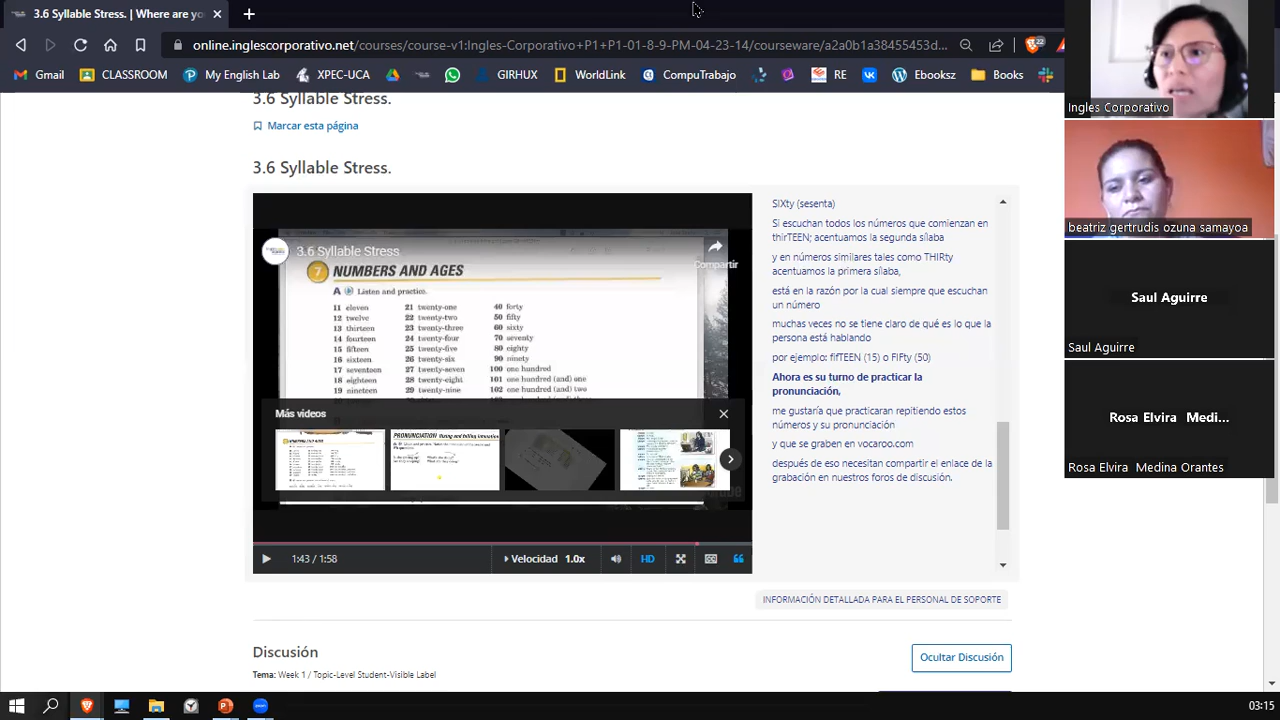 3.6 Syllable Stress. | Where are yo
online.inglescorporativo.net/courses/course-v1:Ingles-Corporativo+P1+P1-01-8-9-PM-04-23-14/courseware/a2a0b1a38455453d...
22
Gmail
CLASSROOM
My English Lab
XPEC-UCA
GIRHUX
WorldLink
CompuTrabajo
RE
Ebooksz
Books
3.6 Syllable Stress.
Marcar esta página
3.6 Syllable Stress.
3.6 Syllable Stress
Compartir
7 NUMBERS AND AGES
A Listen and practice.
11 eleven 21 twenty-one 40 forty
12 twelve 22 twenty-two 50 fifty
13 thirteen 23 twenty-three 60 sixty
14 fourteen 24 twenty-four 70 seventy
15 fifteen 25 twenty-five 80 eighty
16 sixteen 26 twenty-six 90 ninety
17 seventeen 27 twenty-seven 100 one hundred
18 eighteen 28 twenty-eight 101 one hundred (and) one
19 nineteen 29 twenty-nine 102 one hundred (and) two
Más videos
1:43 / 1:58
Velocidad 1.0x
HD
SIXty (sesenta)
Si escuchan todos los números que comienzan en
thirTEEN; acentuamos la segunda sílaba
y en números similares tales como THIRty
acentuamos la primera sílaba,
está en la razón por la cual siempre que escuchan
un número
muchas veces no se tiene claro de qué es lo que la
persona está hablando
por ejemplo: fifTEEN (15) o FIFty (50)
Ahora es su turno de practicar la
pronunciación,
me gustaría que practicaran repitiendo estos
números y su pronunciación
y que se graben en vocaroo.com
después de eso necesitan compartir el enlace de la
grabación en nuestros foros de discusión.
INFORMACIÓN DETALLADA PARA EL PERSONAL DE SOPORTE
Discusión
Ocultar Discusión
Tema: Week 1 / Topic-Level Student-Visible Label
Ingles Corporativo
beatriz gertrudis ozuna samayoa
Saul Aguirre
Saul Aguirre
Rosa Elvira Medi...
Rosa Elvira Medina Orantes
03:15